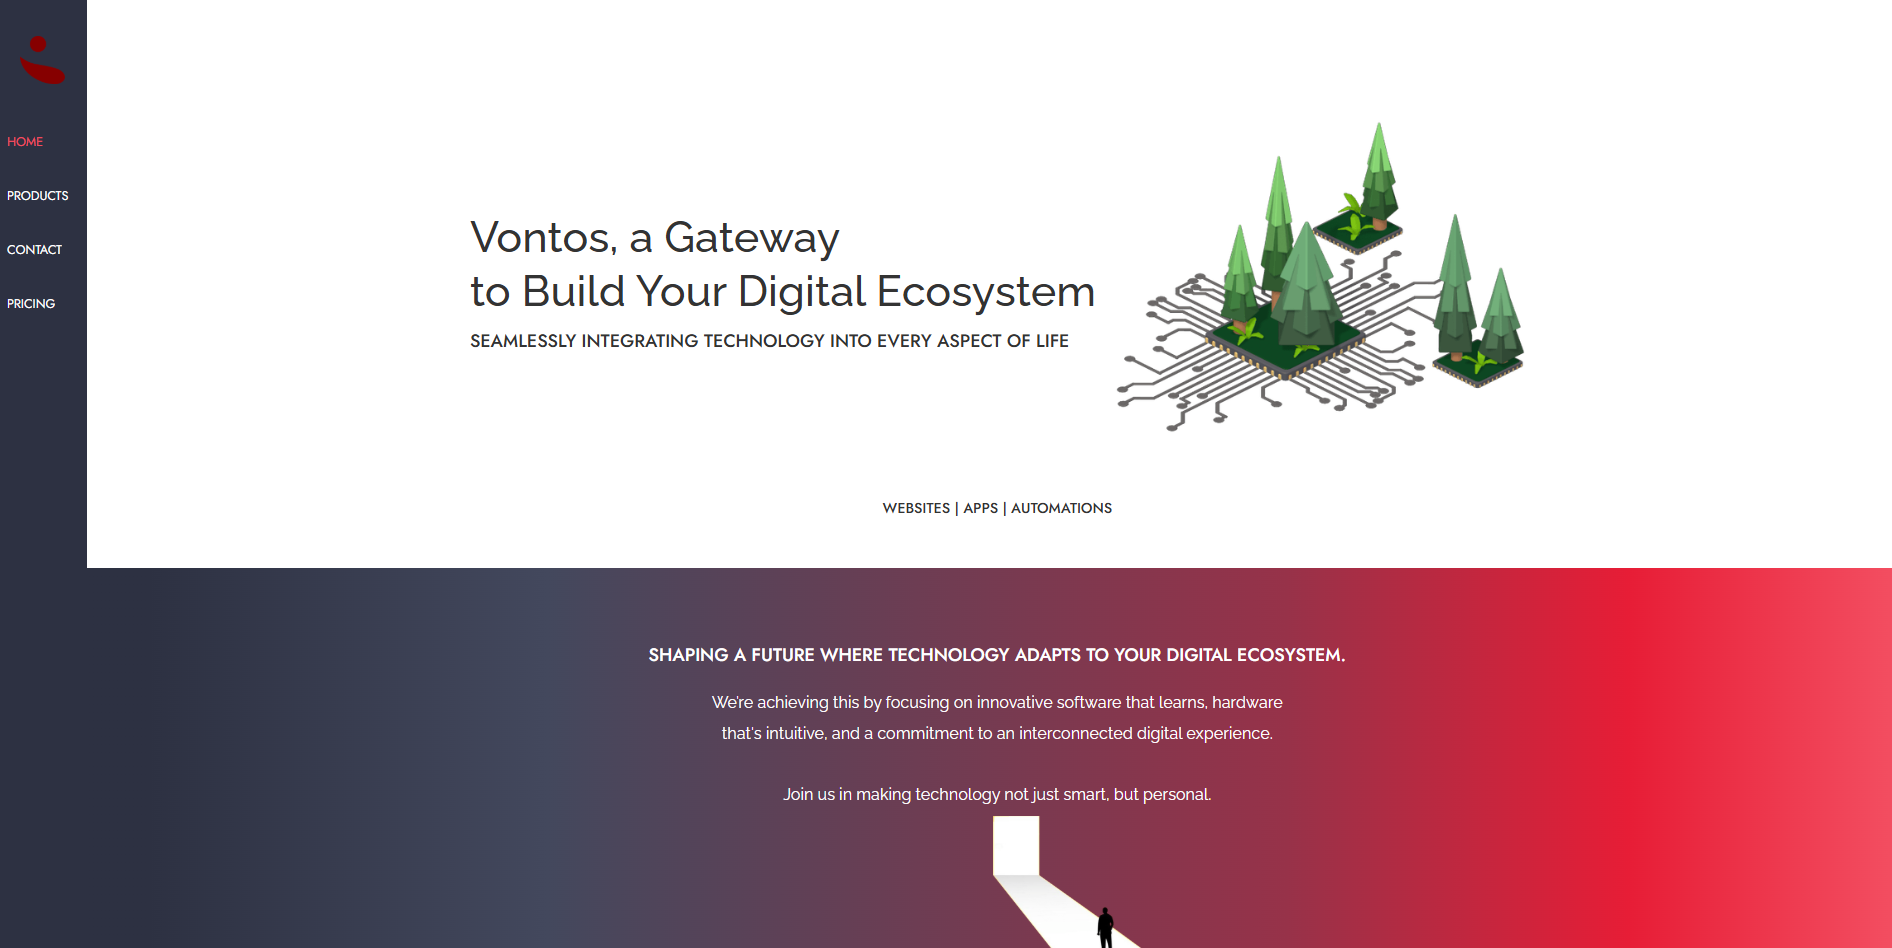 HOME
PRODUCTS
CONTACT
PRICING
Vontos, a Gateway
to Build Your Digital Ecosystem
SEAMLESSLY INTEGRATING TECHNOLOGY INTO EVERY ASPECT OF LIFE
WEBSITES | APPS | AUTOMATIONS
SHAPING A FUTURE WHERE TECHNOLOGY ADAPTS TO YOUR DIGITAL ECOSYSTEM.
We're achieving this by focusing on innovative software that learns, hardware
that's intuitive, and a commitment to an interconnected digital experience.
Join us in making technology not just smart, but personal.